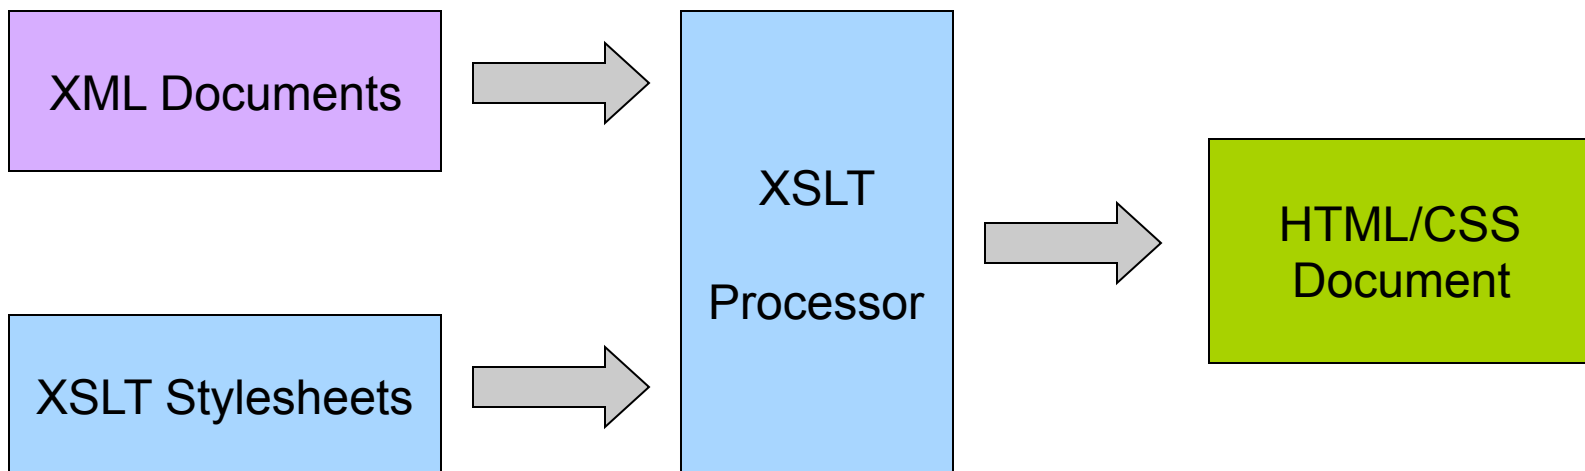 XML Documents
XSLT Stylesheets
XSLT
Processor
HTML/CSS
Document